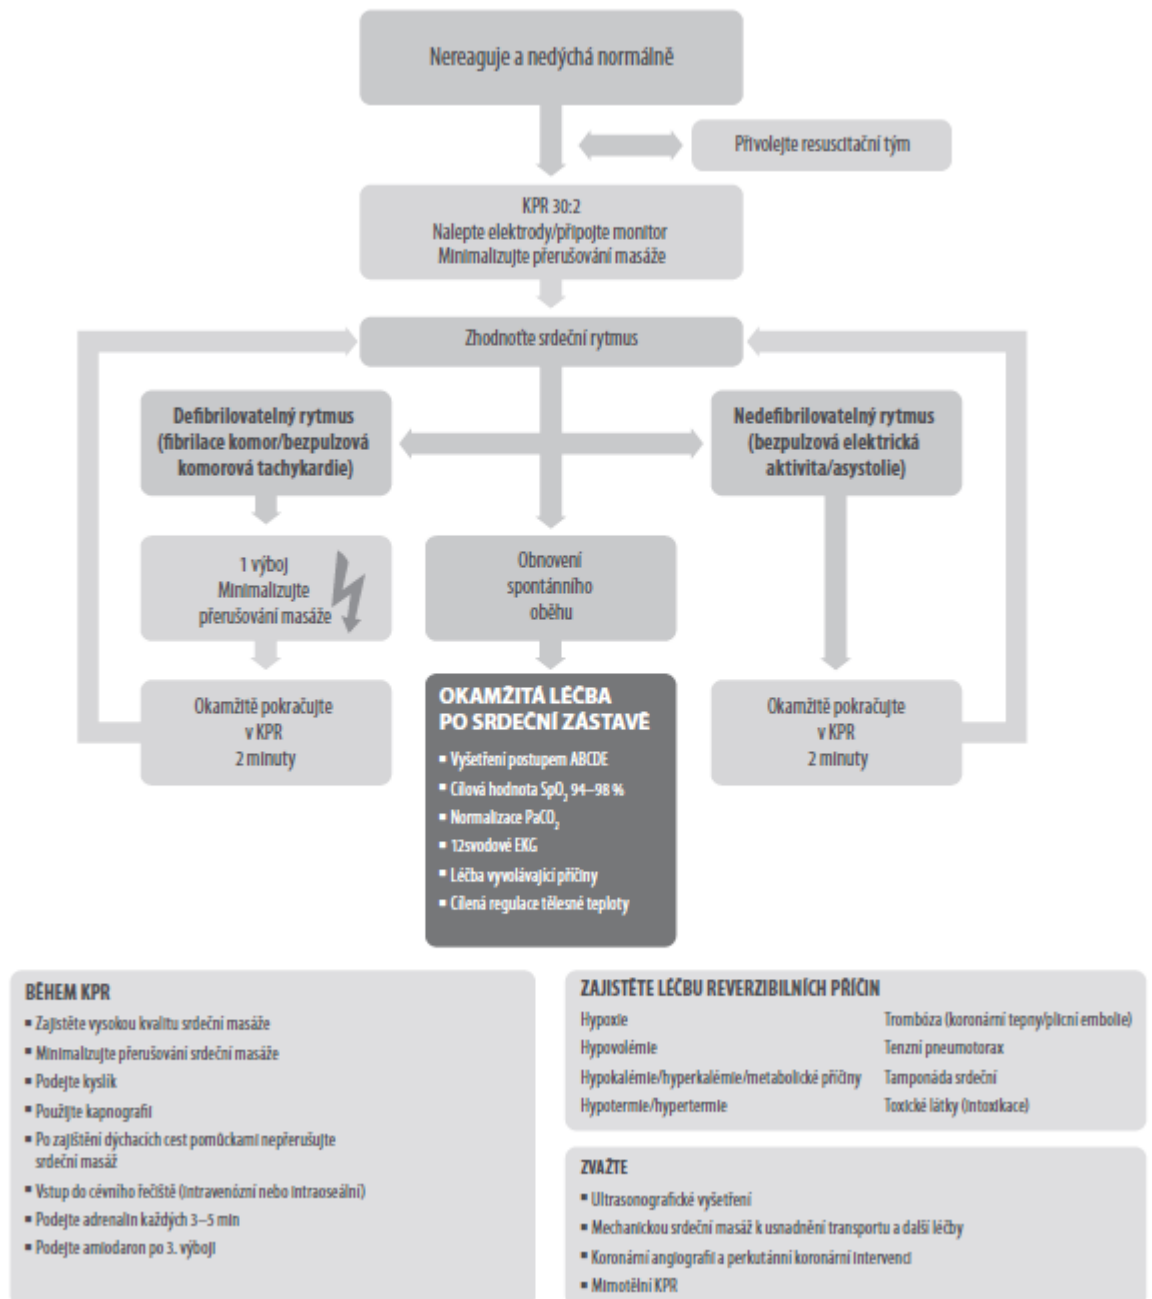 Nereaguje a nedýchá normálně
Přivolejte resuscitační tým
KPR 30:2
Nalepte elektrody/připojte monitor
Minimalizujte přerušování masáže
Zhodnoťte srdeční rytmus
Defibrilovatelný rytmus
(fibrilace komor/bezpulzová
komorová tachykardie)
Nedefibrilovatelný rytmus
(bezpulzová elektrická
aktivita/asystolie)
1 výboj
Minimalizujte
přerušování masáže
Obnovení
spontánního
oběhu
Okamžitě pokračujte
v KPR
2 minuty
OKAMŽITÁ LÉČBA
PO SRDEČNÍ ZÁSTAVĚ
▪ Vyšetření postupem ABCDE
▪ Cílová hodnota SpO₂ 94–98 %
▪ Normalizace PaCO₂
▪ 12svodové EKG
▪ Léčba vyvolávající příčiny
▪ Cílená regulace tělesné teploty
Okamžitě pokračujte
v KPR
2 minuty
BĚHEM KPR
▪ Zajistěte vysokou kvalitu srdeční masáže
▪ Minimalizujte přerušování srdeční masáže
▪ Podejte kyslík
▪ Použijte kapnografii
▪ Po zajištění dýchacích cest pomůckami nepřerušujte
srdeční masáž
▪ Vstup do cévního řečiště (intravenózní nebo intraoseální)
▪ Podejte adrenalin každých 3–5 min
▪ Podejte amiodaron po 3. výboji
ZAJISTĚTE LÉČBU REVERZIBILNÍCH PŘÍČIN
Hypoxie
Hypovolémie
Hypokalémie/hyperkalémie/metabolické příčiny
Hypotermie/hypertermie
Trombóza (koronární tepny/plicní embolie)
Tenzní pneumotorax
Tamponáda srdeční
Toxické látky (intoxikace)
ZVAŽTE
▪ Ultrasonografické vyšetření
▪ Mechanickou srdeční masáž k usnadnění transportu a další léčby
▪ Koronární angiografii a perkutánní koronární intervenci
▪ Mimotělní KPR